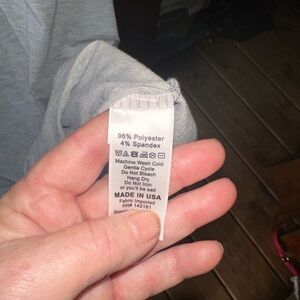 96% Polyester
4% Spandex
Machine Wash Cold
Gentle Cycle
Do Not Bleach
Hang Dry
Do Not Iron
or you'll be sad
MADE IN USA
Fabric Imported
RN# 142161